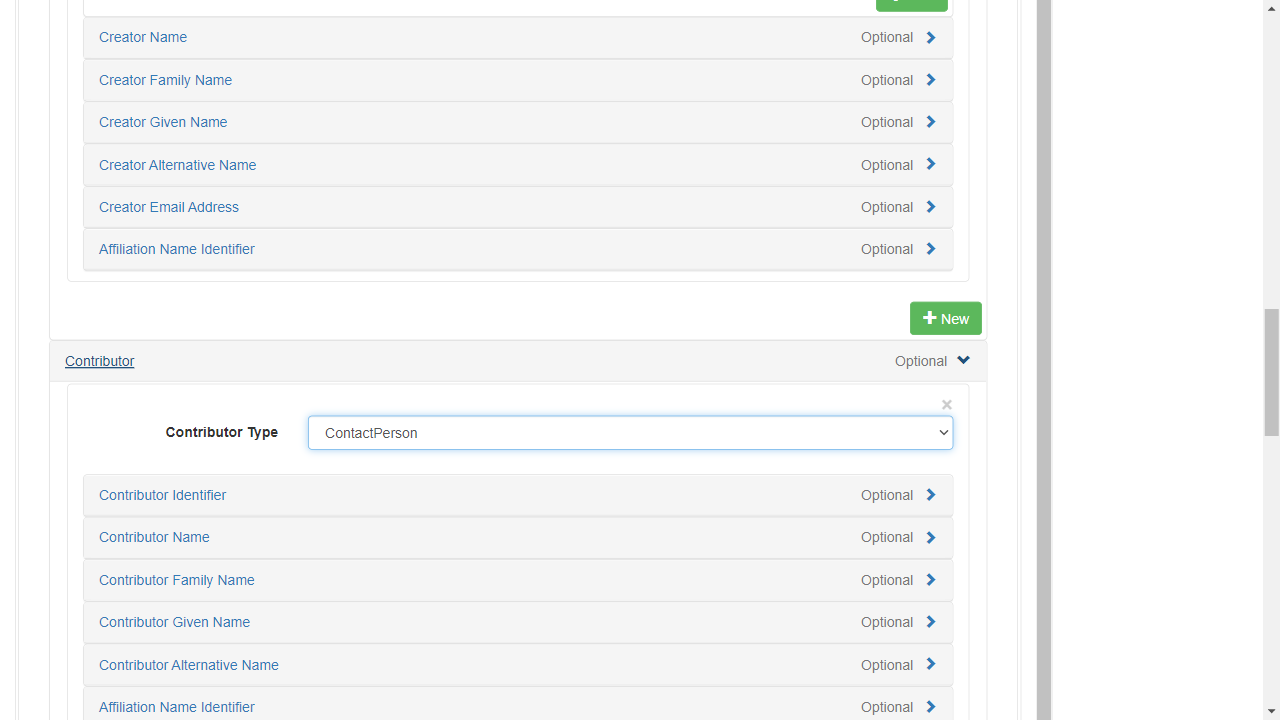 Creator Name Optional
Creator Family Name Optional
Creator Given Name Optional
Creator Alternative Name Optional
Creator Email Address Optional
Affiliation Name Identifier Optional
New
Contributor Optional
×
Contributor Type ContactPerson
Contributor Identifier Optional
Contributor Name Optional
Contributor Family Name Optional
Contributor Given Name Optional
Contributor Alternative Name Optional
Affiliation Name Identifier Optional